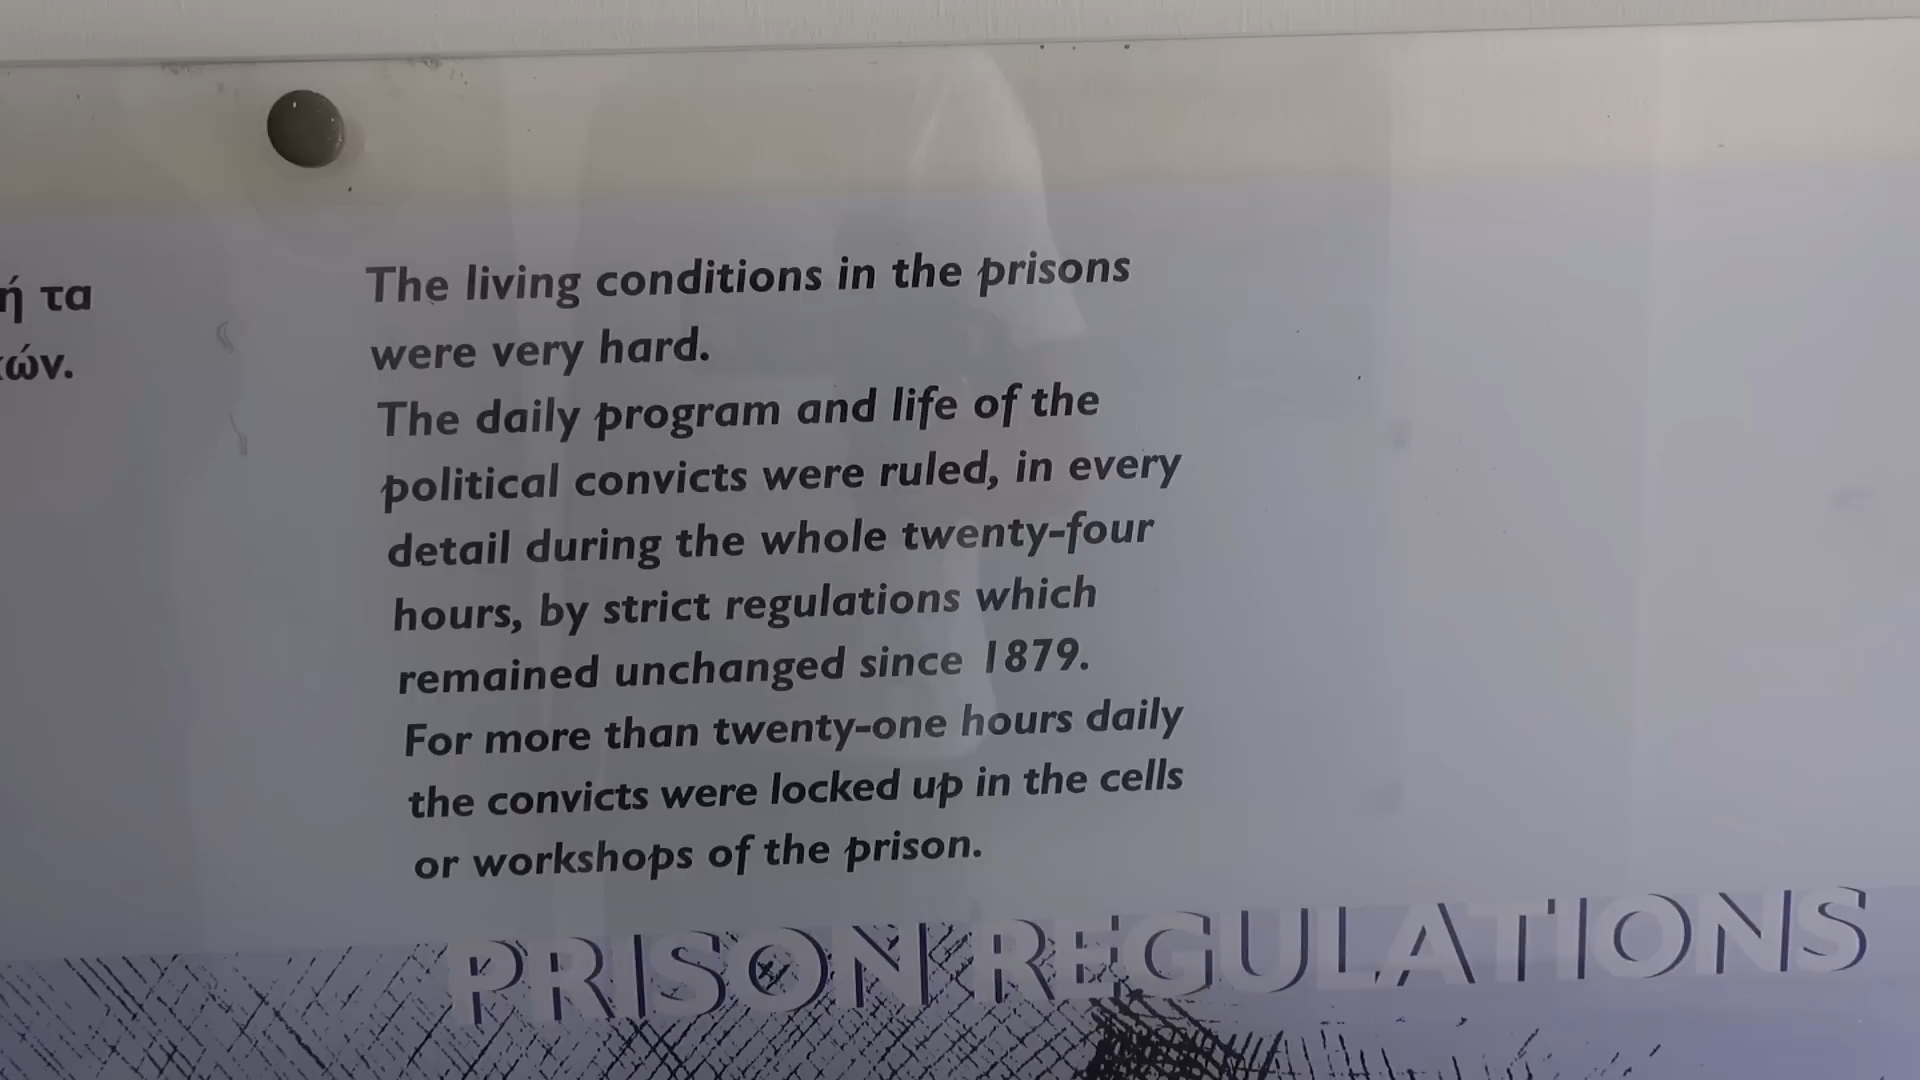 ή τα
κών.
The living conditions in the prisons
were very hard.
The daily program and life of the
political convicts were ruled, in every
detail during the whole twenty-four
hours, by strict regulations which
remained unchanged since 1879.
For more than twenty-one hours daily
the convicts were locked up in the cells
or workshops of the prison.
PRISON REGULATIONS